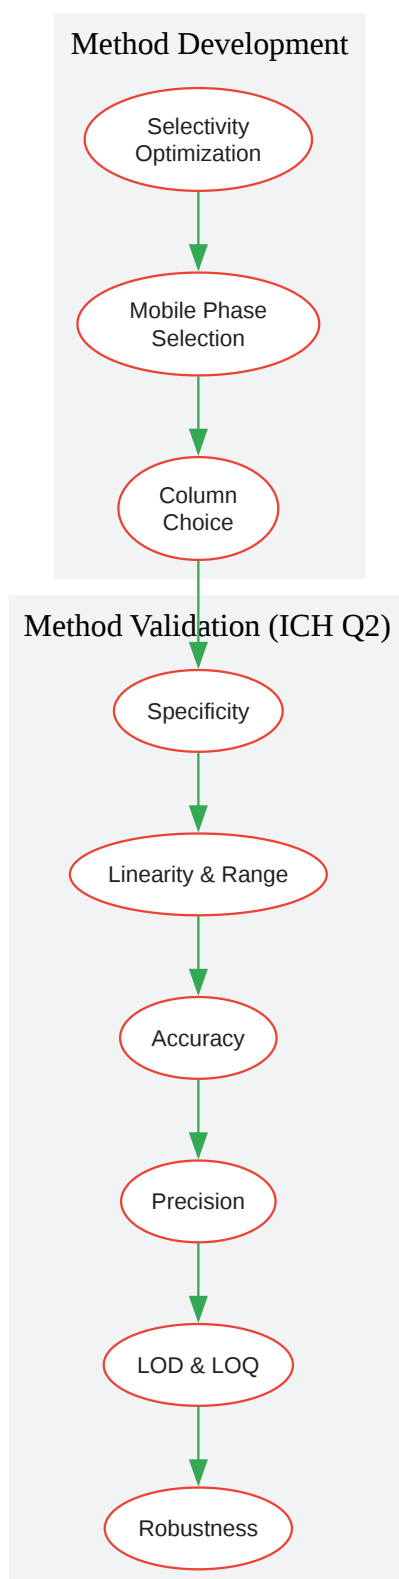 Method Development
Selectivity
Optimization
Mobile Phase
Selection
Column
Choice
Method Validation (ICH Q2)
Specificity
Linearity & Range
Accuracy
Precision
LOD & LOQ
Robustness